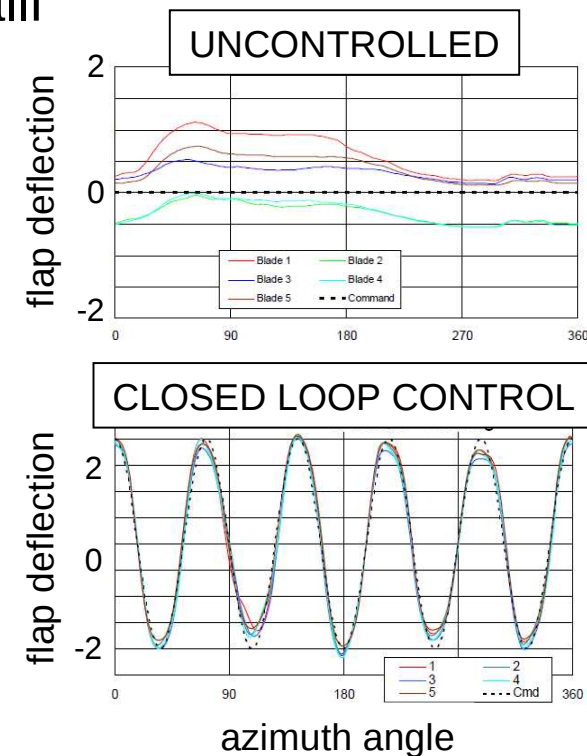 UNCONTROLLED
2
0
-2
flap deflection
Blade 1 Blade 2
Blade 3 Blade 4
Blade 5 Command
0 90 180 270 360
CLOSED LOOP CONTROL
2
0
-2
flap deflection
1 2
3 4
5 Cmd
0 90 180 360
azimuth angle